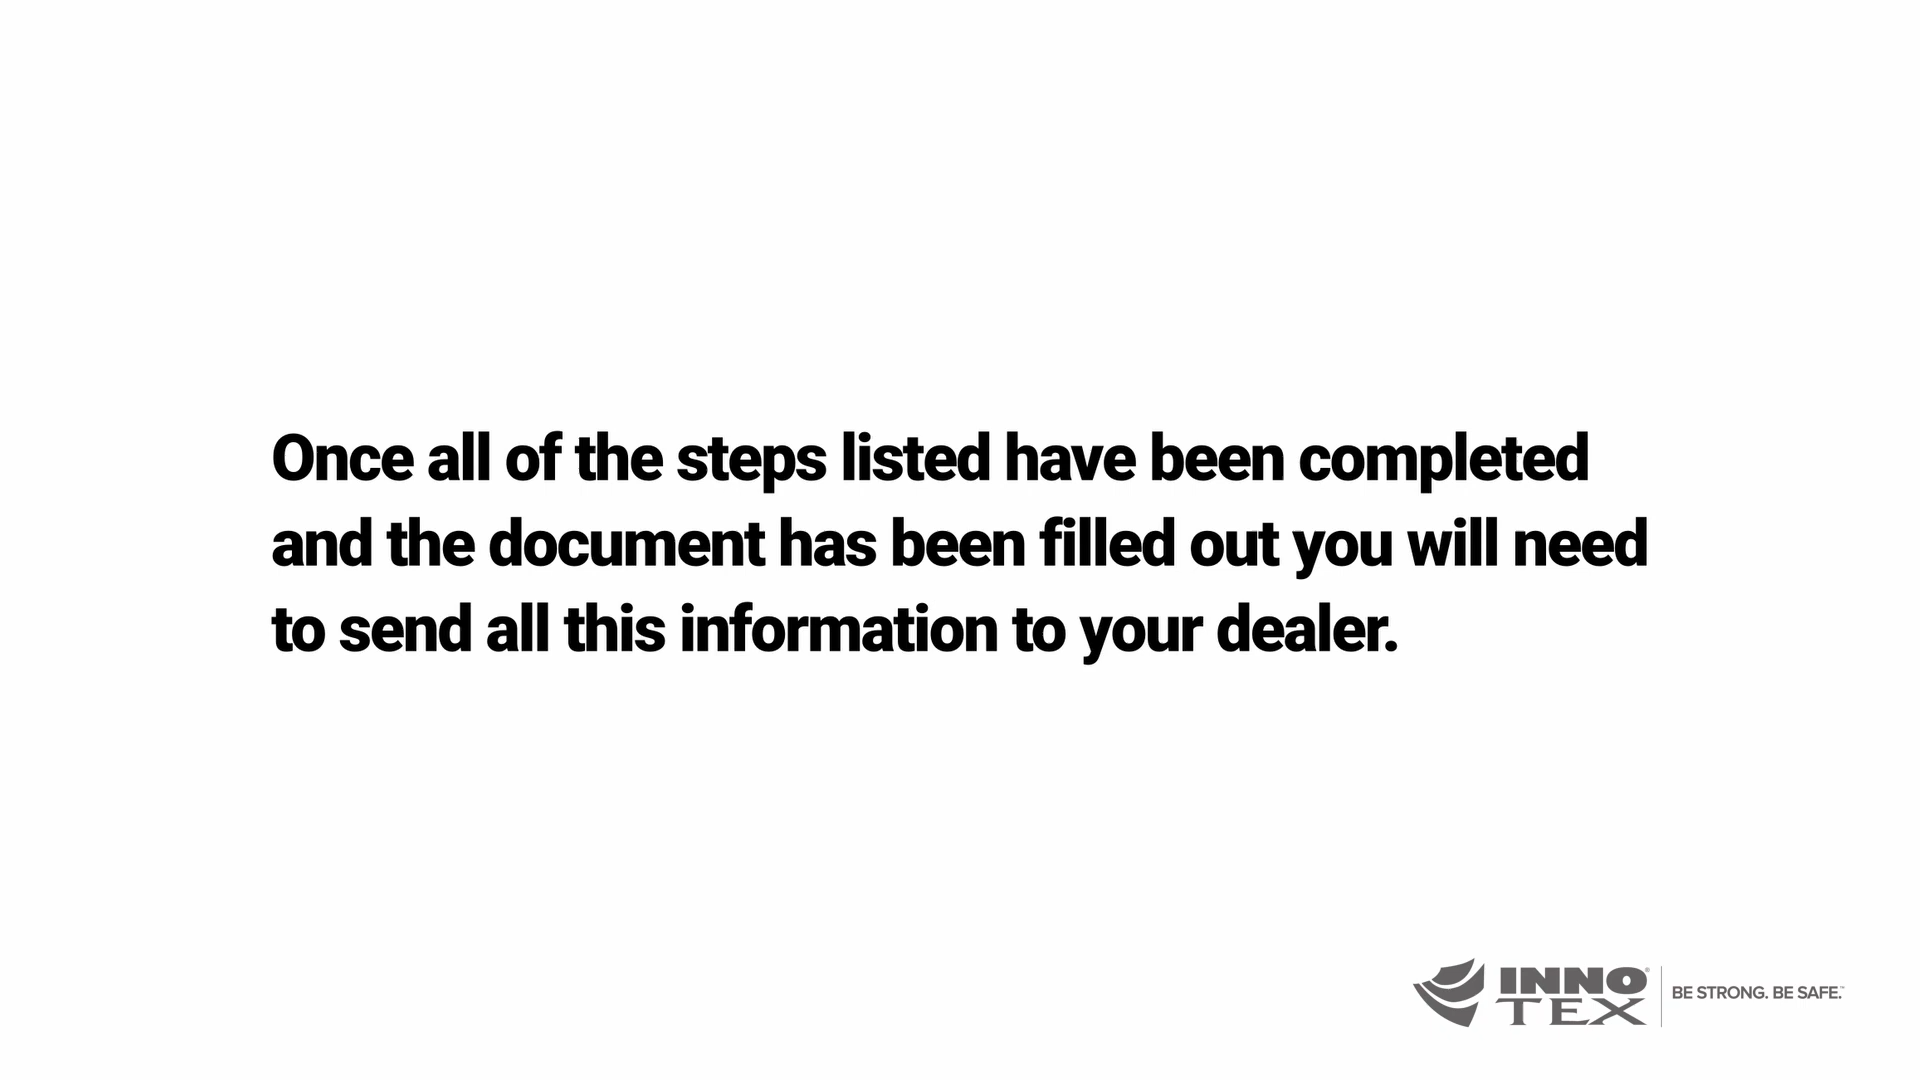 Once all of the steps listed have been completed
and the document has been filled out you will need
to send all this information to your dealer.
INNO®
TEX
BE STRONG. BE SAFE.™